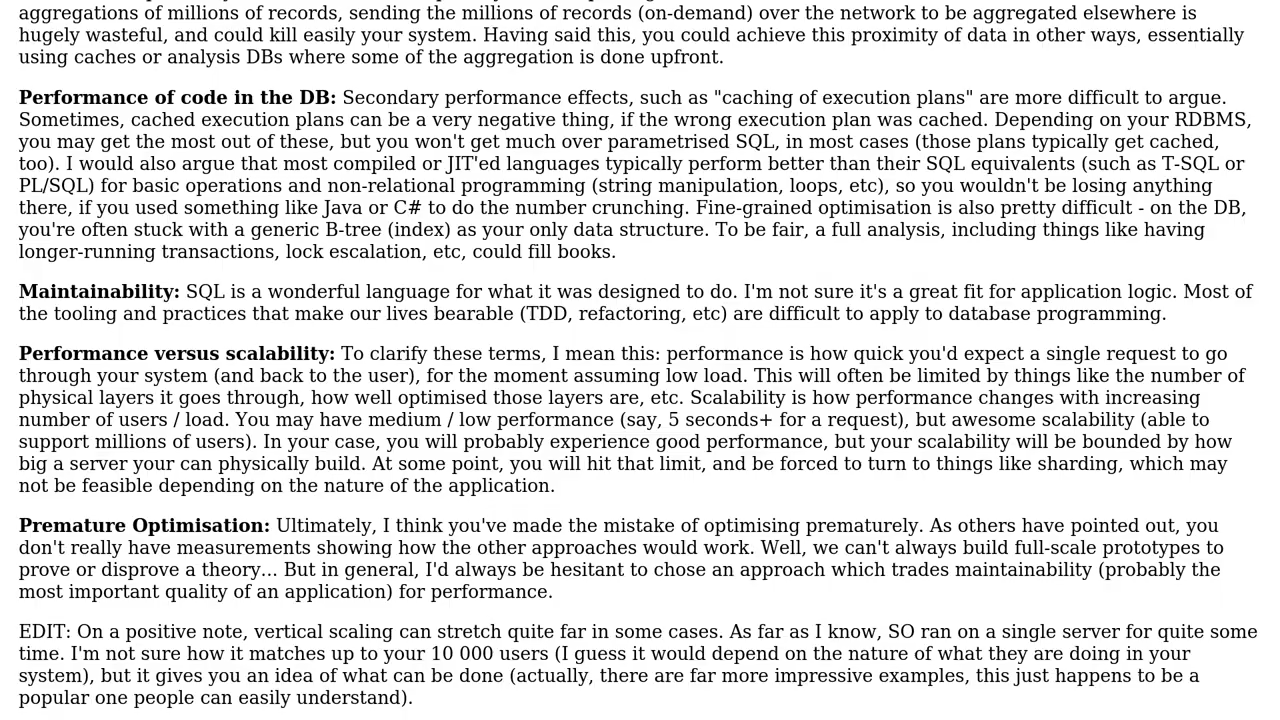 aggregations of millions of records, sending the millions of records (on-demand) over the network to be aggregated elsewhere is
hugely wasteful, and could kill easily your system. Having said this, you could achieve this proximity of data in other ways, essentially
using caches or analysis DBs where some of the aggregation is done upfront.
Performance of code in the DB: Secondary performance effects, such as "caching of execution plans" are more difficult to argue.
Sometimes, cached execution plans can be a very negative thing, if the wrong execution plan was cached. Depending on your RDBMS,
you may get the most out of these, but you won't get much over parametrised SQL, in most cases (those plans typically get cached,
too). I would also argue that most compiled or JIT'ed languages typically perform better than their SQL equivalents (such as T-SQL or
PL/SQL) for basic operations and non-relational programming (string manipulation, loops, etc), so you wouldn't be losing anything
there, if you used something like Java or C# to do the number crunching. Fine-grained optimisation is also pretty difficult - on the DB,
you're often stuck with a generic B-tree (index) as your only data structure. To be fair, a full analysis, including things like having
longer-running transactions, lock escalation, etc, could fill books.
Maintainability: SQL is a wonderful language for what it was designed to do. I'm not sure it's a great fit for application logic. Most of
the tooling and practices that make our lives bearable (TDD, refactoring, etc) are difficult to apply to database programming.
Performance versus scalability: To clarify these terms, I mean this: performance is how quick you'd expect a single request to go
through your system (and back to the user), for the moment assuming low load. This will often be limited by things like the number of
physical layers it goes through, how well optimised those layers are, etc. Scalability is how performance changes with increasing
number of users / load. You may have medium / low performance (say, 5 seconds+ for a request), but awesome scalability (able to
support millions of users). In your case, you will probably experience good performance, but your scalability will be bounded by how
big a server your can physically build. At some point, you will hit that limit, and be forced to turn to things like sharding, which may
not be feasible depending on the nature of the application.
Premature Optimisation: Ultimately, I think you've made the mistake of optimising prematurely. As others have pointed out, you
don't really have measurements showing how the other approaches would work. Well, we can't always build full-scale prototypes to
prove or disprove a theory... But in general, I'd always be hesitant to chose an approach which trades maintainability (probably the
most important quality of an application) for performance.
EDIT: On a positive note, vertical scaling can stretch quite far in some cases. As far as I know, SO ran on a single server for quite some
time. I'm not sure how it matches up to your 10 000 users (I guess it would depend on the nature of what they are doing in your
system), but it gives you an idea of what can be done (actually, there are far more impressive examples, this just happens to be a
popular one people can easily understand).